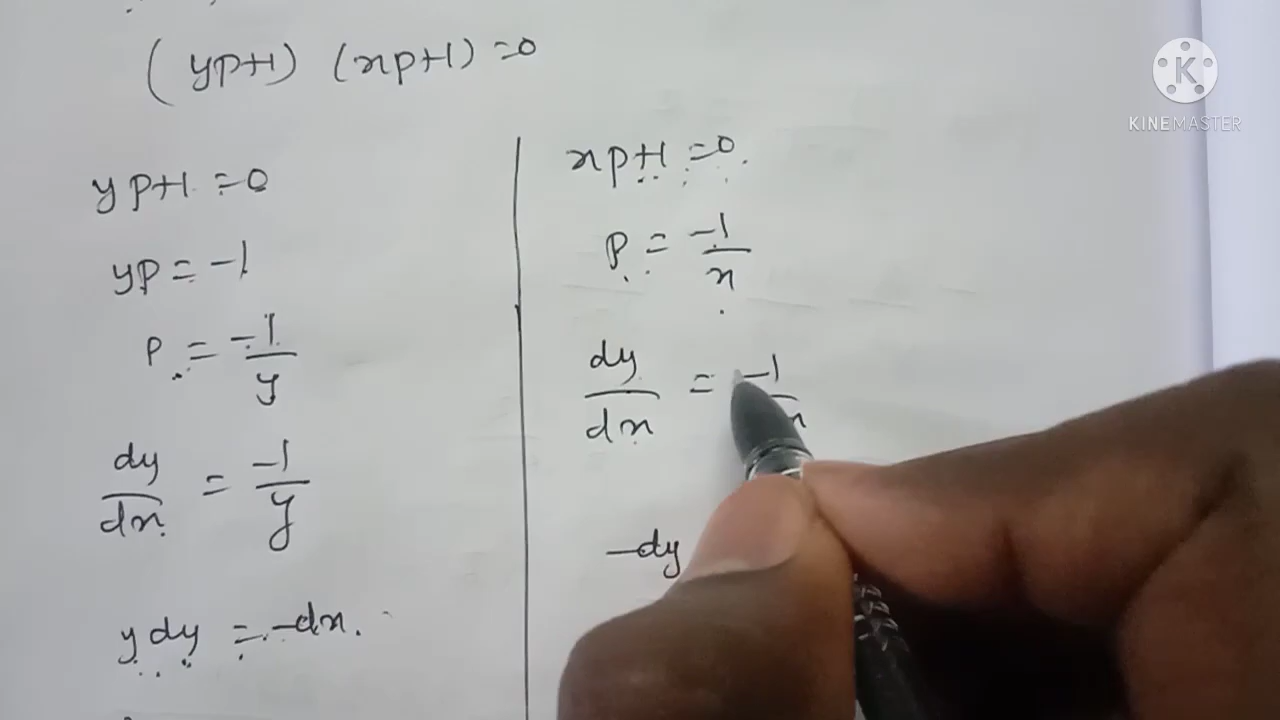 (yp+1) (xp+1) =0
yp+1 =0
yp = -1
p = -1/y
dy/dx = -1/y
ydy = -dx.
xp+1 =0.
p = -1/x
dy/dx = -1/x
-dy
KINEMASTER